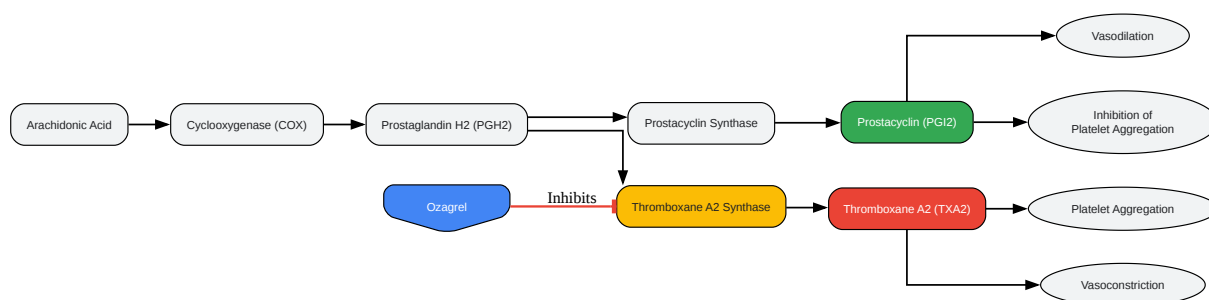 Vasodilation
Arachidonic Acid
Cyclooxygenase (COX)
Prostaglandin H2 (PGH2)
Prostacyclin Synthase
Prostacyclin (PGI2)
Inhibition of
Platelet Aggregation
Ozagrel
Inhibits
Thromboxane A2 Synthase
Thromboxane A2 (TXA2)
Platelet Aggregation
Vasoconstriction